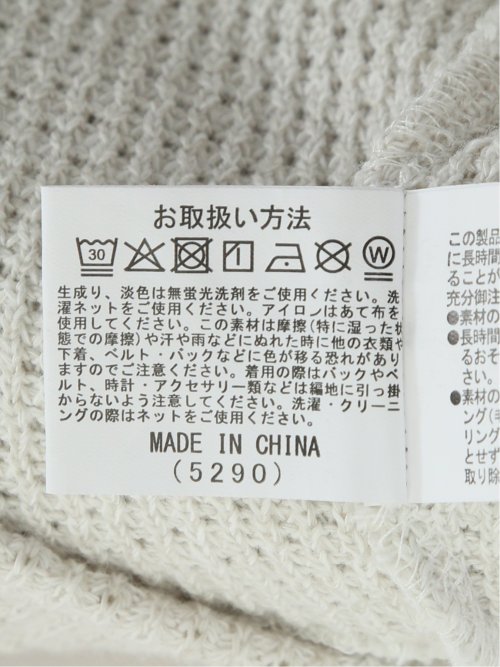 お取扱い方法
30 W
生成り、淡色は無蛍光洗剤をご使用ください。洗
濯ネットをご使用ください。アイロンはあて布を
使用してください。この素材は摩擦(特に湿った状
態での摩擦)や汗や雨などにぬれた時に他の衣類や
下着、ベルト・バックなどに色が移る恐れがあり
ますのでご注意ください。着用の際はバックやベ
ルト、時計・アクセサリー類などは編地に引っ掛
からないよう注意してください。洗濯・クリーニ
ングの際はネットをご使用ください。
MADE IN CHINA
(5290)
この製品
に長時間
ることが
充分御注
●素材の
●長時間
るおそ
さい。
●素材の
ング(
リング
とせず
取り除